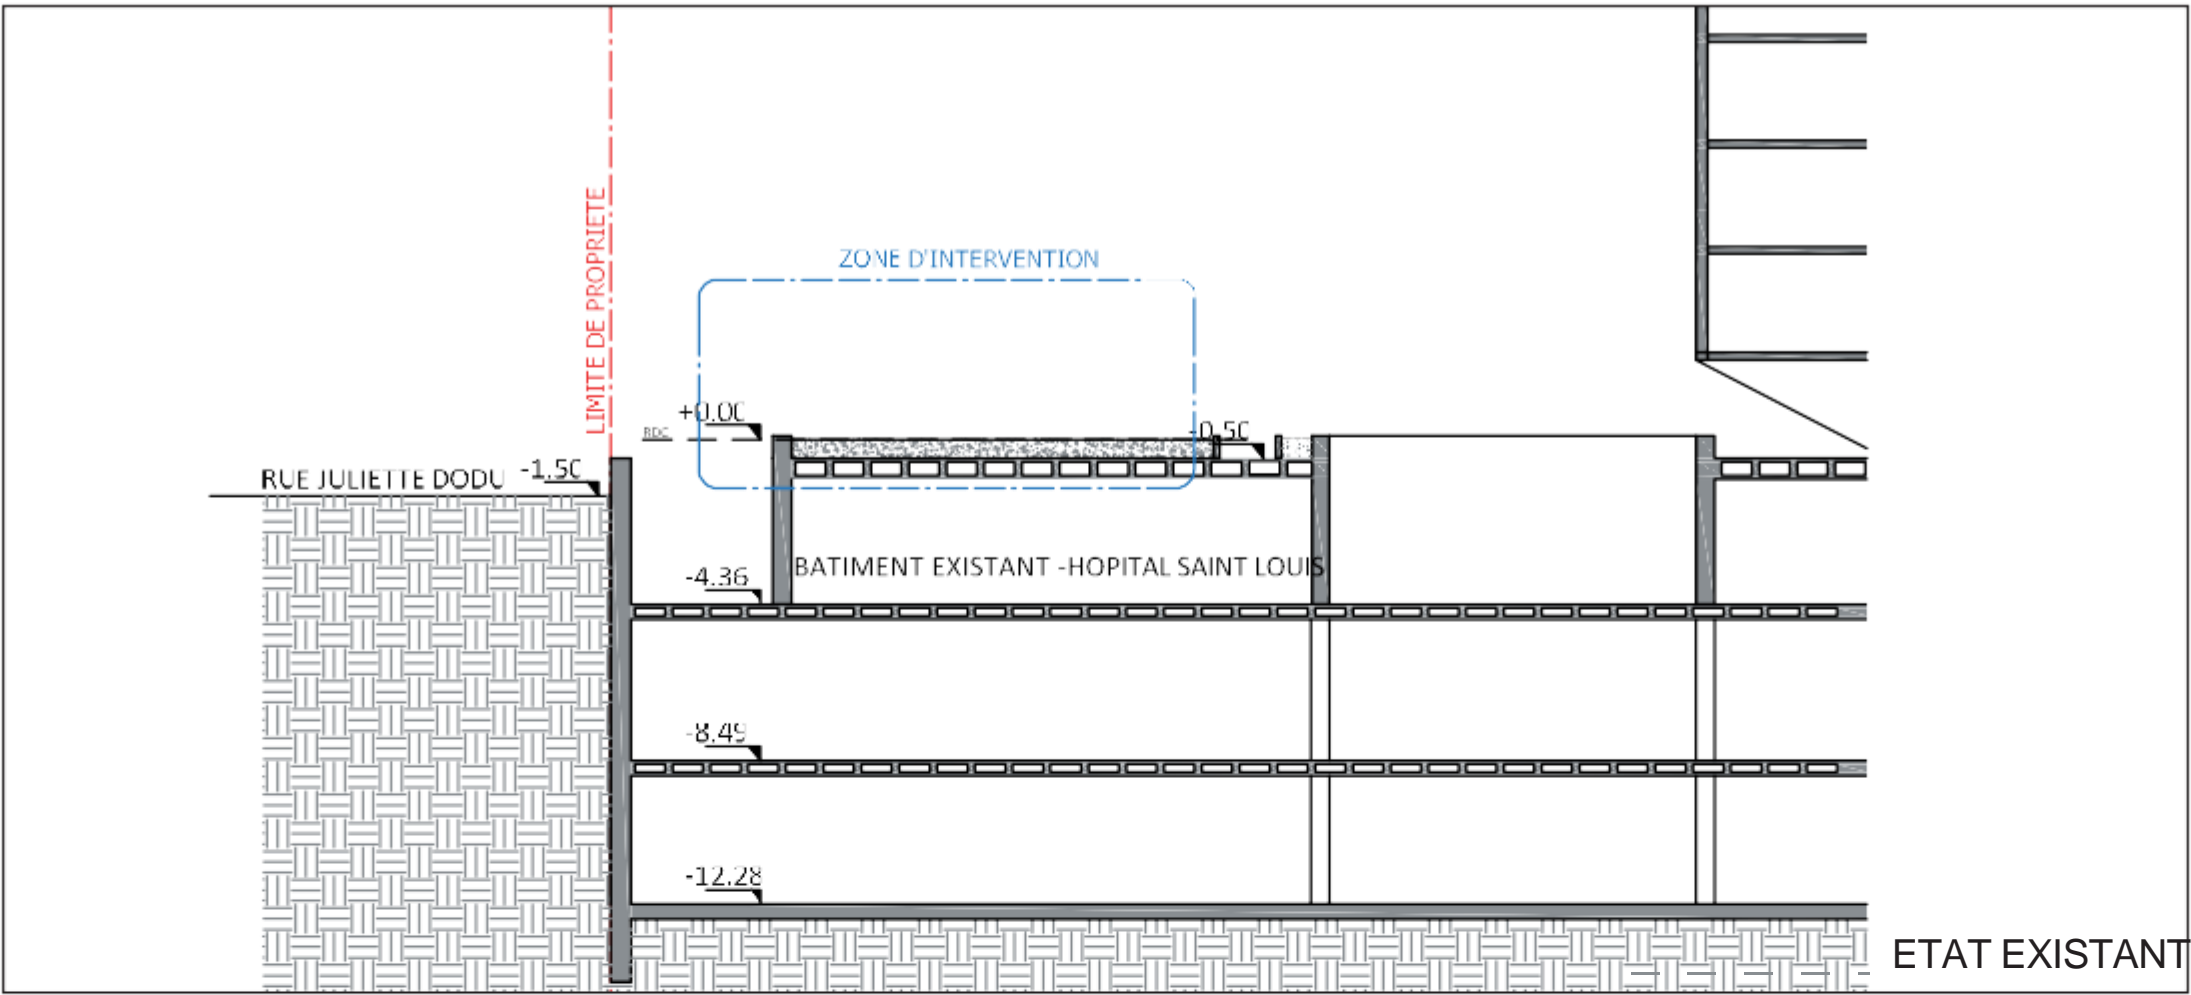 LIMITE DE PROPRIETE
ZONE D'INTERVENTION
+0.00
RDC
-0.50
RUE JULIETTE DODU
-1.50
BATIMENT EXISTANT -HOPITAL SAINT LOUIS
-4.36
-8.49
-12.28
ETAT EXISTANT